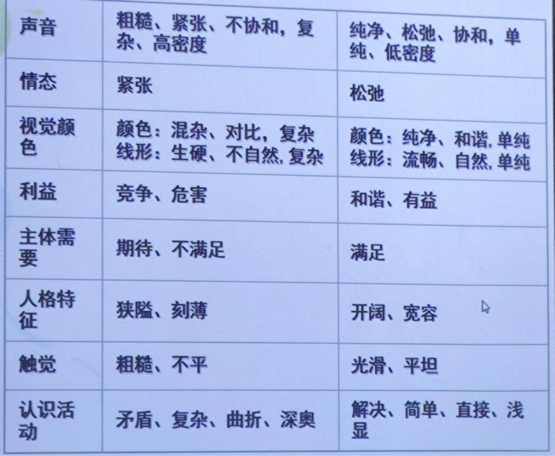 声音
粗糙、紧张、不协和，复
杂、高密度
纯净、松弛、协和，单
纯、低密度
情态
紧张
松弛
视觉颜
色
颜色：混杂、对比，复杂
线形：生硬、不自然,复杂
颜色：纯净、和谐,单纯
线形：流畅、自然,单纯
利益
竞争、危害
和谐、有益
主体需
要
期待、不满足
满足
人格特
征
狭隘、刻薄
开阔、宽容
触觉
粗糙、不平
光滑、平坦
认识活
动
矛盾、复杂、曲折、深奥
解决、简单、直接、浅
显